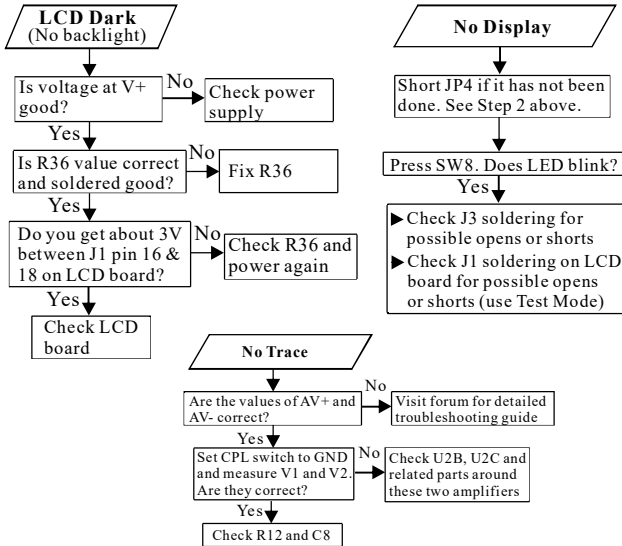 LCD Dark
(No backlight)
Is voltage at V+
good?
No
Check power
supply
Yes
Is R36 value correct
and soldered good?
No
Fix R36
Yes
Do you get about 3V
between J1 pin 16 &
18 on LCD board?
No
Check R36 and
power again
Yes
Check LCD
board
No Display
Short JP4 if it has not been
done. See Step 2 above.
Press SW8. Does LED blink?
Yes
▶ Check J3 soldering for
possible opens or shorts
▶ Check J1 soldering on LCD
board for possible opens
or shorts (use Test Mode)
No Trace
Are the values of AV+ and
AV- correct?
No
Visit forum for detailed
troubleshooting guide
Yes
Set CPL switch to GND
and measure V1 and V2.
Are they correct?
No
Check U2B, U2C and
related parts around
these two amplifiers
Yes
Check R12 and C8